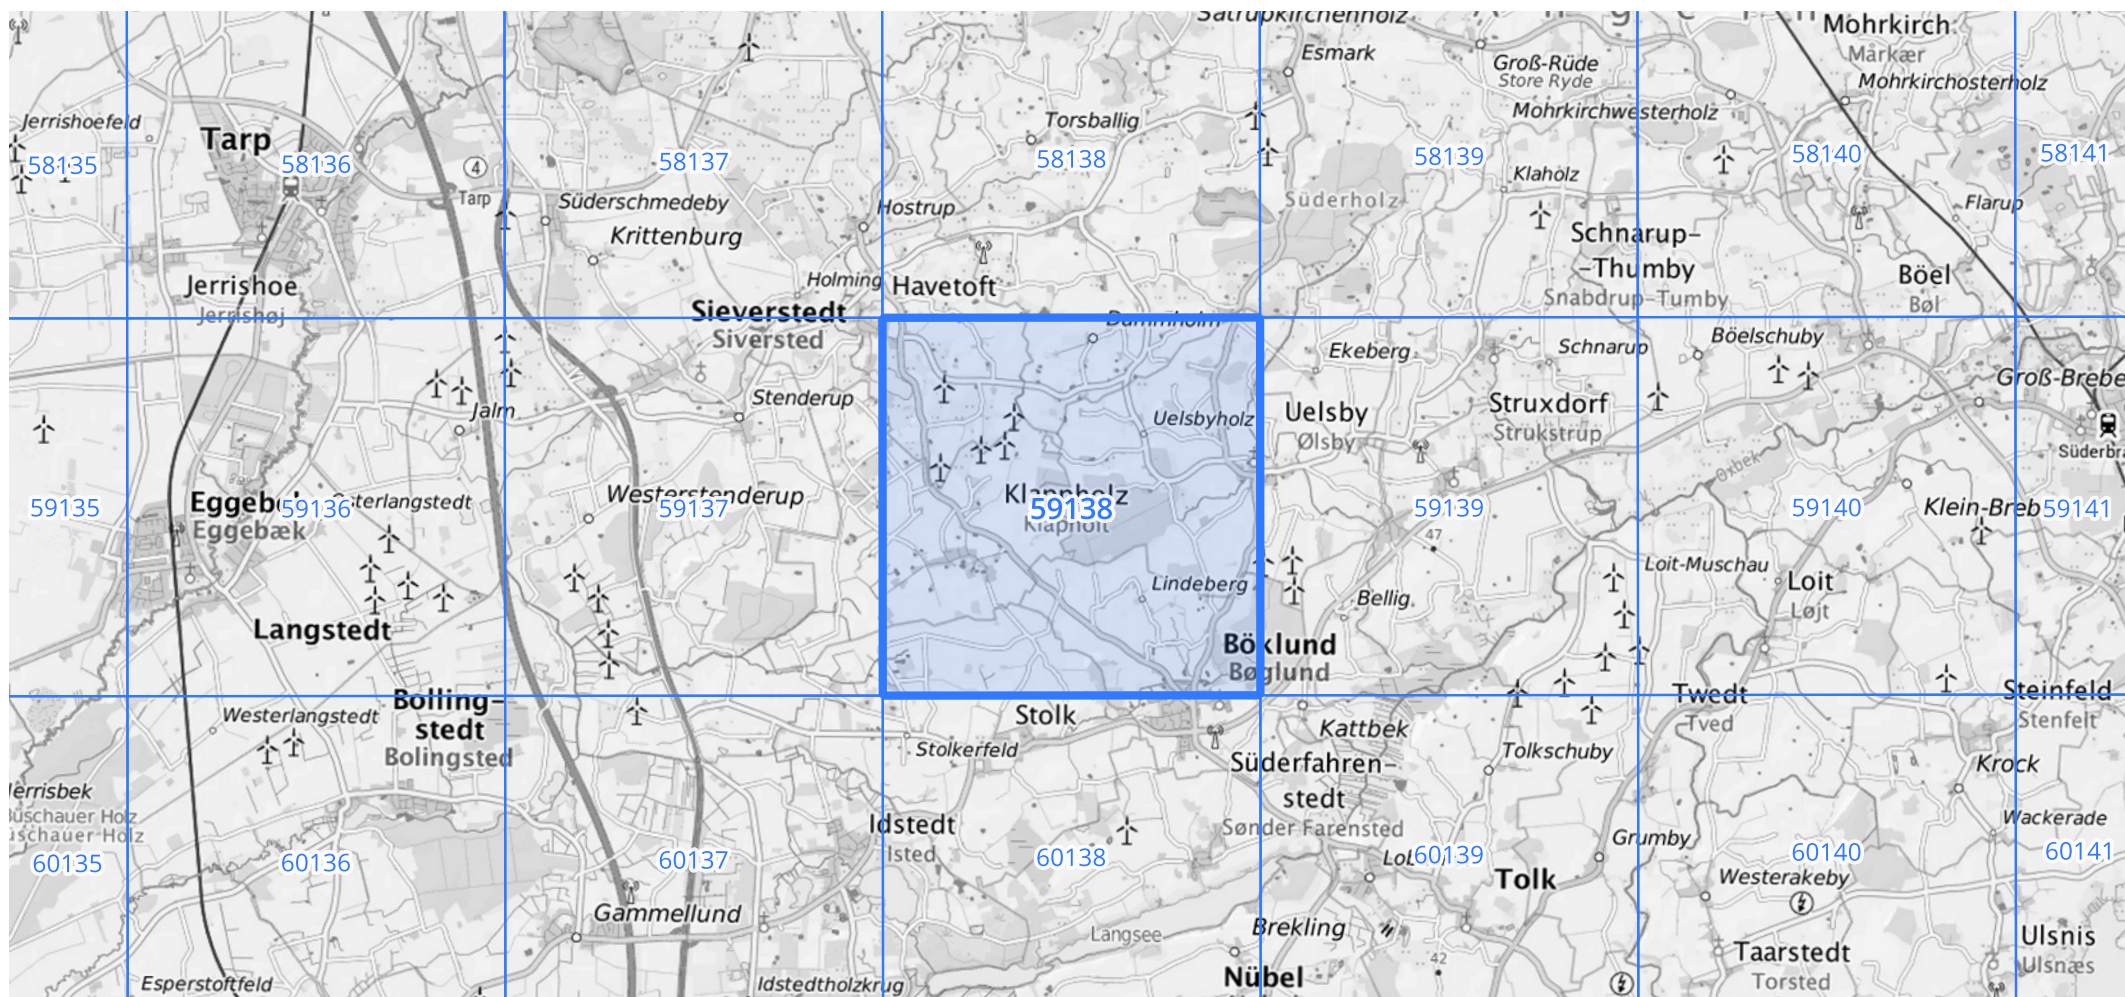 Satrupkirchenholz
Mohrkirch
Mårkær
Esmark
Groß-Rüde
Store Ryde
Mohrkirchosterholz
Mohrkirchwesterholz
Jerrishoefeld
Tarp
Torsballig
58135
58136
4
58137
58138
58139
58140
58141
Tarp
Süderschmedeby
Klaholz
Süderholz
Hostrup
Flarup
Krittenburg
Schnarup-
-Thumby
Snabdrup-Tumby
Jerrishoe
Jerrishøj
Holming
Havetoft
Böel
Bøl
Sieverstedt
Siversted
Dammholm
Ekeberg
Schnarup
Böelschuby
Groß-Brebe
Jalm
Stenderup
Uelsbyholz
Uelsby
Ølsby
Struxdorf
Strukstrup
Süderbra
Oxbek
Eggebek
Eggebæk
59135
59136
Osterlangstedt
Westerstenderup
59137
Klappholz
Klapholt
59138
59139
59140
Klein-Breb
59141
47
Loit-Muschau
Loit
Løjt
Lindeberg
Bellig
Langstedt
Böklund
Bøglund
Bolling-
stedt
Bolingsted
Westerlangstedt
Stolk
Stolkerfeld
Kattbek
Twedt
Tved
Steinfeld
Stenfelt
Tolkschuby
Süderfahren-
stedt
Sønder Farensted
Krock
Jerrisbek
Büschauer Holz
Büschauer Holz
Idstedt
Isted
Wackerade
Grumby
60135
60136
60137
60138
60139
60140
60141
Tolk
Westerakeby
Gammellund
Langsee
Brekling
42
Taarstedt
Torsted
Ulsnis
Ulsnæs
Esperstoftfeld
Idstedtholzkrug
Nübel